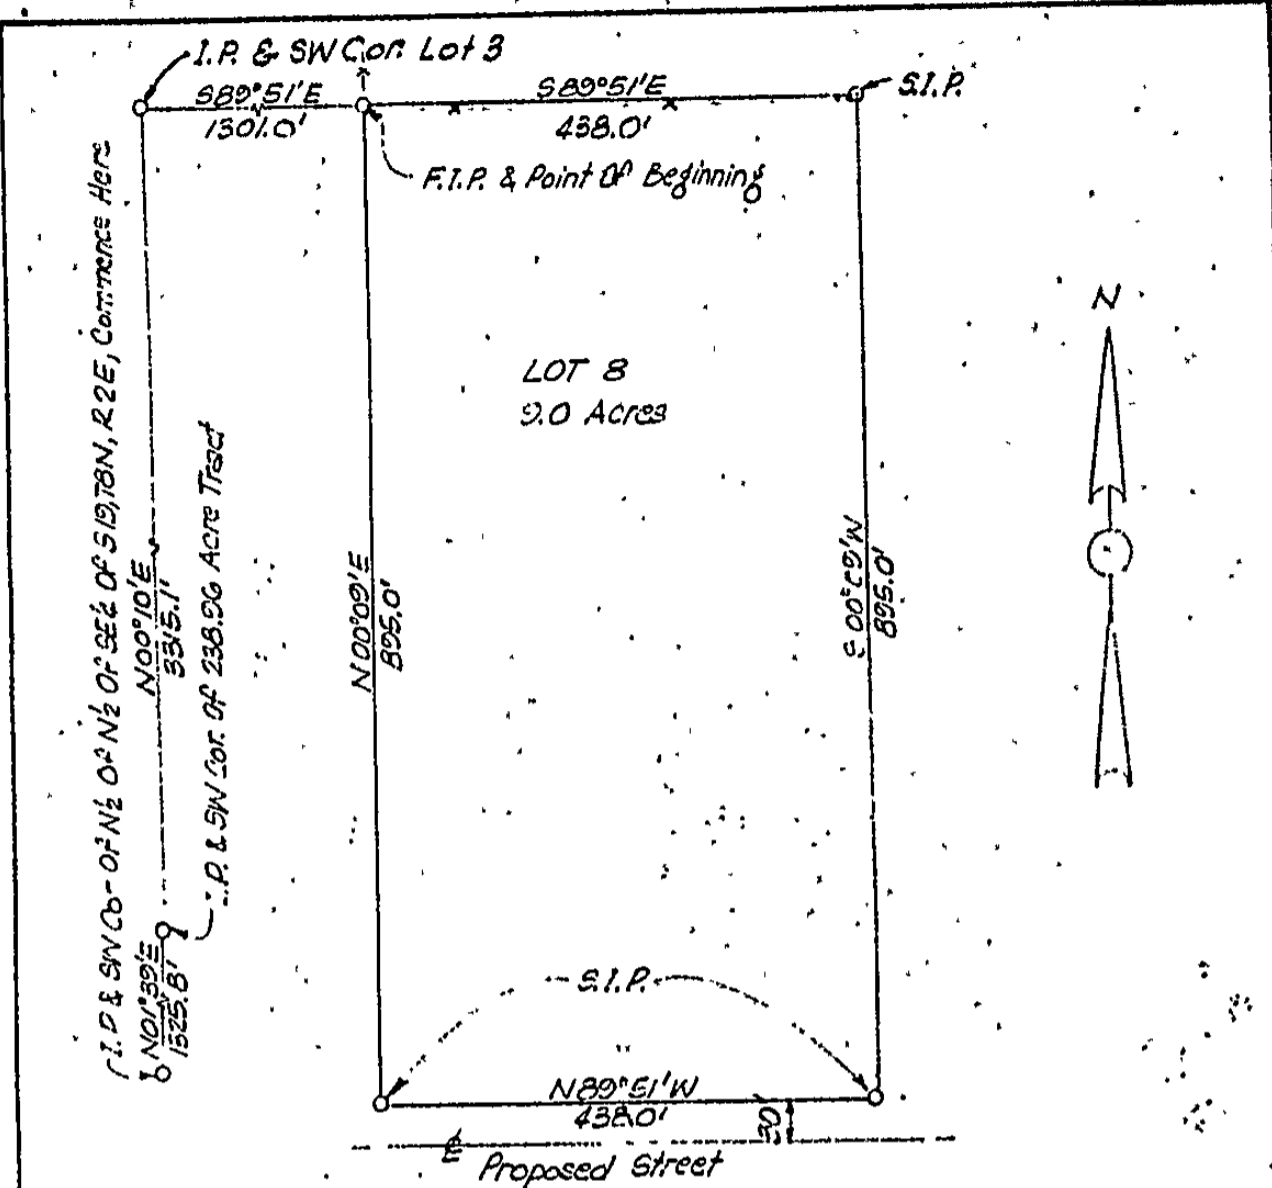 I.P. & SW Cor. Lot 3
S89°51'E
1301.0'
S89°51'E
438.0'
S.I.P.
F.I.P. & Point Of Beginning
I.P & SW Cor Of N½ Of N½ Of SE¼ Of S19, T8N, R2E, Commence Here
N00°10'E
3315.1'
I.P. & SW Cor. Of 238.96 Acre Tract
N01°39'E
1325.8'
LOT 8
9.0 Acres
N
N00°09'E
895.0'
S 00°09'W
895.0'
S.I.P.
N89°51'W
438.0'
30'
Proposed Street